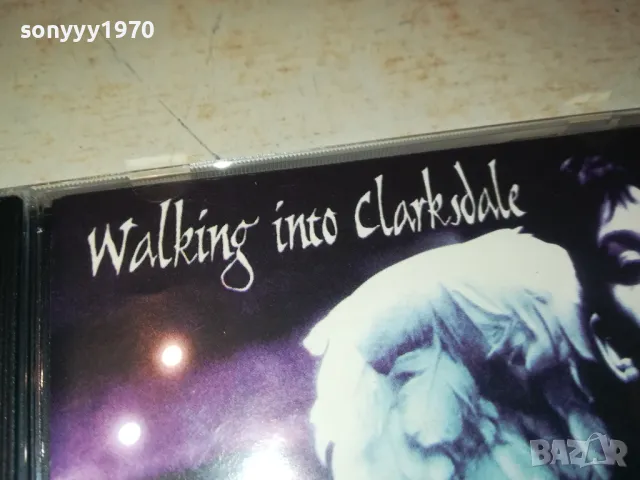 sonyyy1970
Walking into Clarksdale
BAZAR